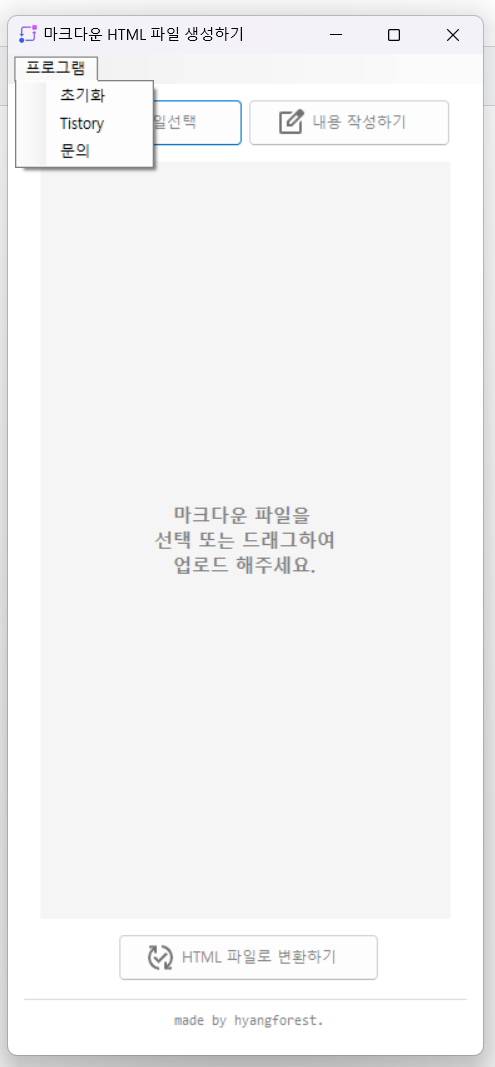 마크다운 HTML 파일 생성하기
프로그램
초기화
Tistory
문의
일선택
내용 작성하기
마크다운 파일을
선택 또는 드래그하여
업로드 해주세요.
HTML 파일로 변환하기
made by hyangforest.